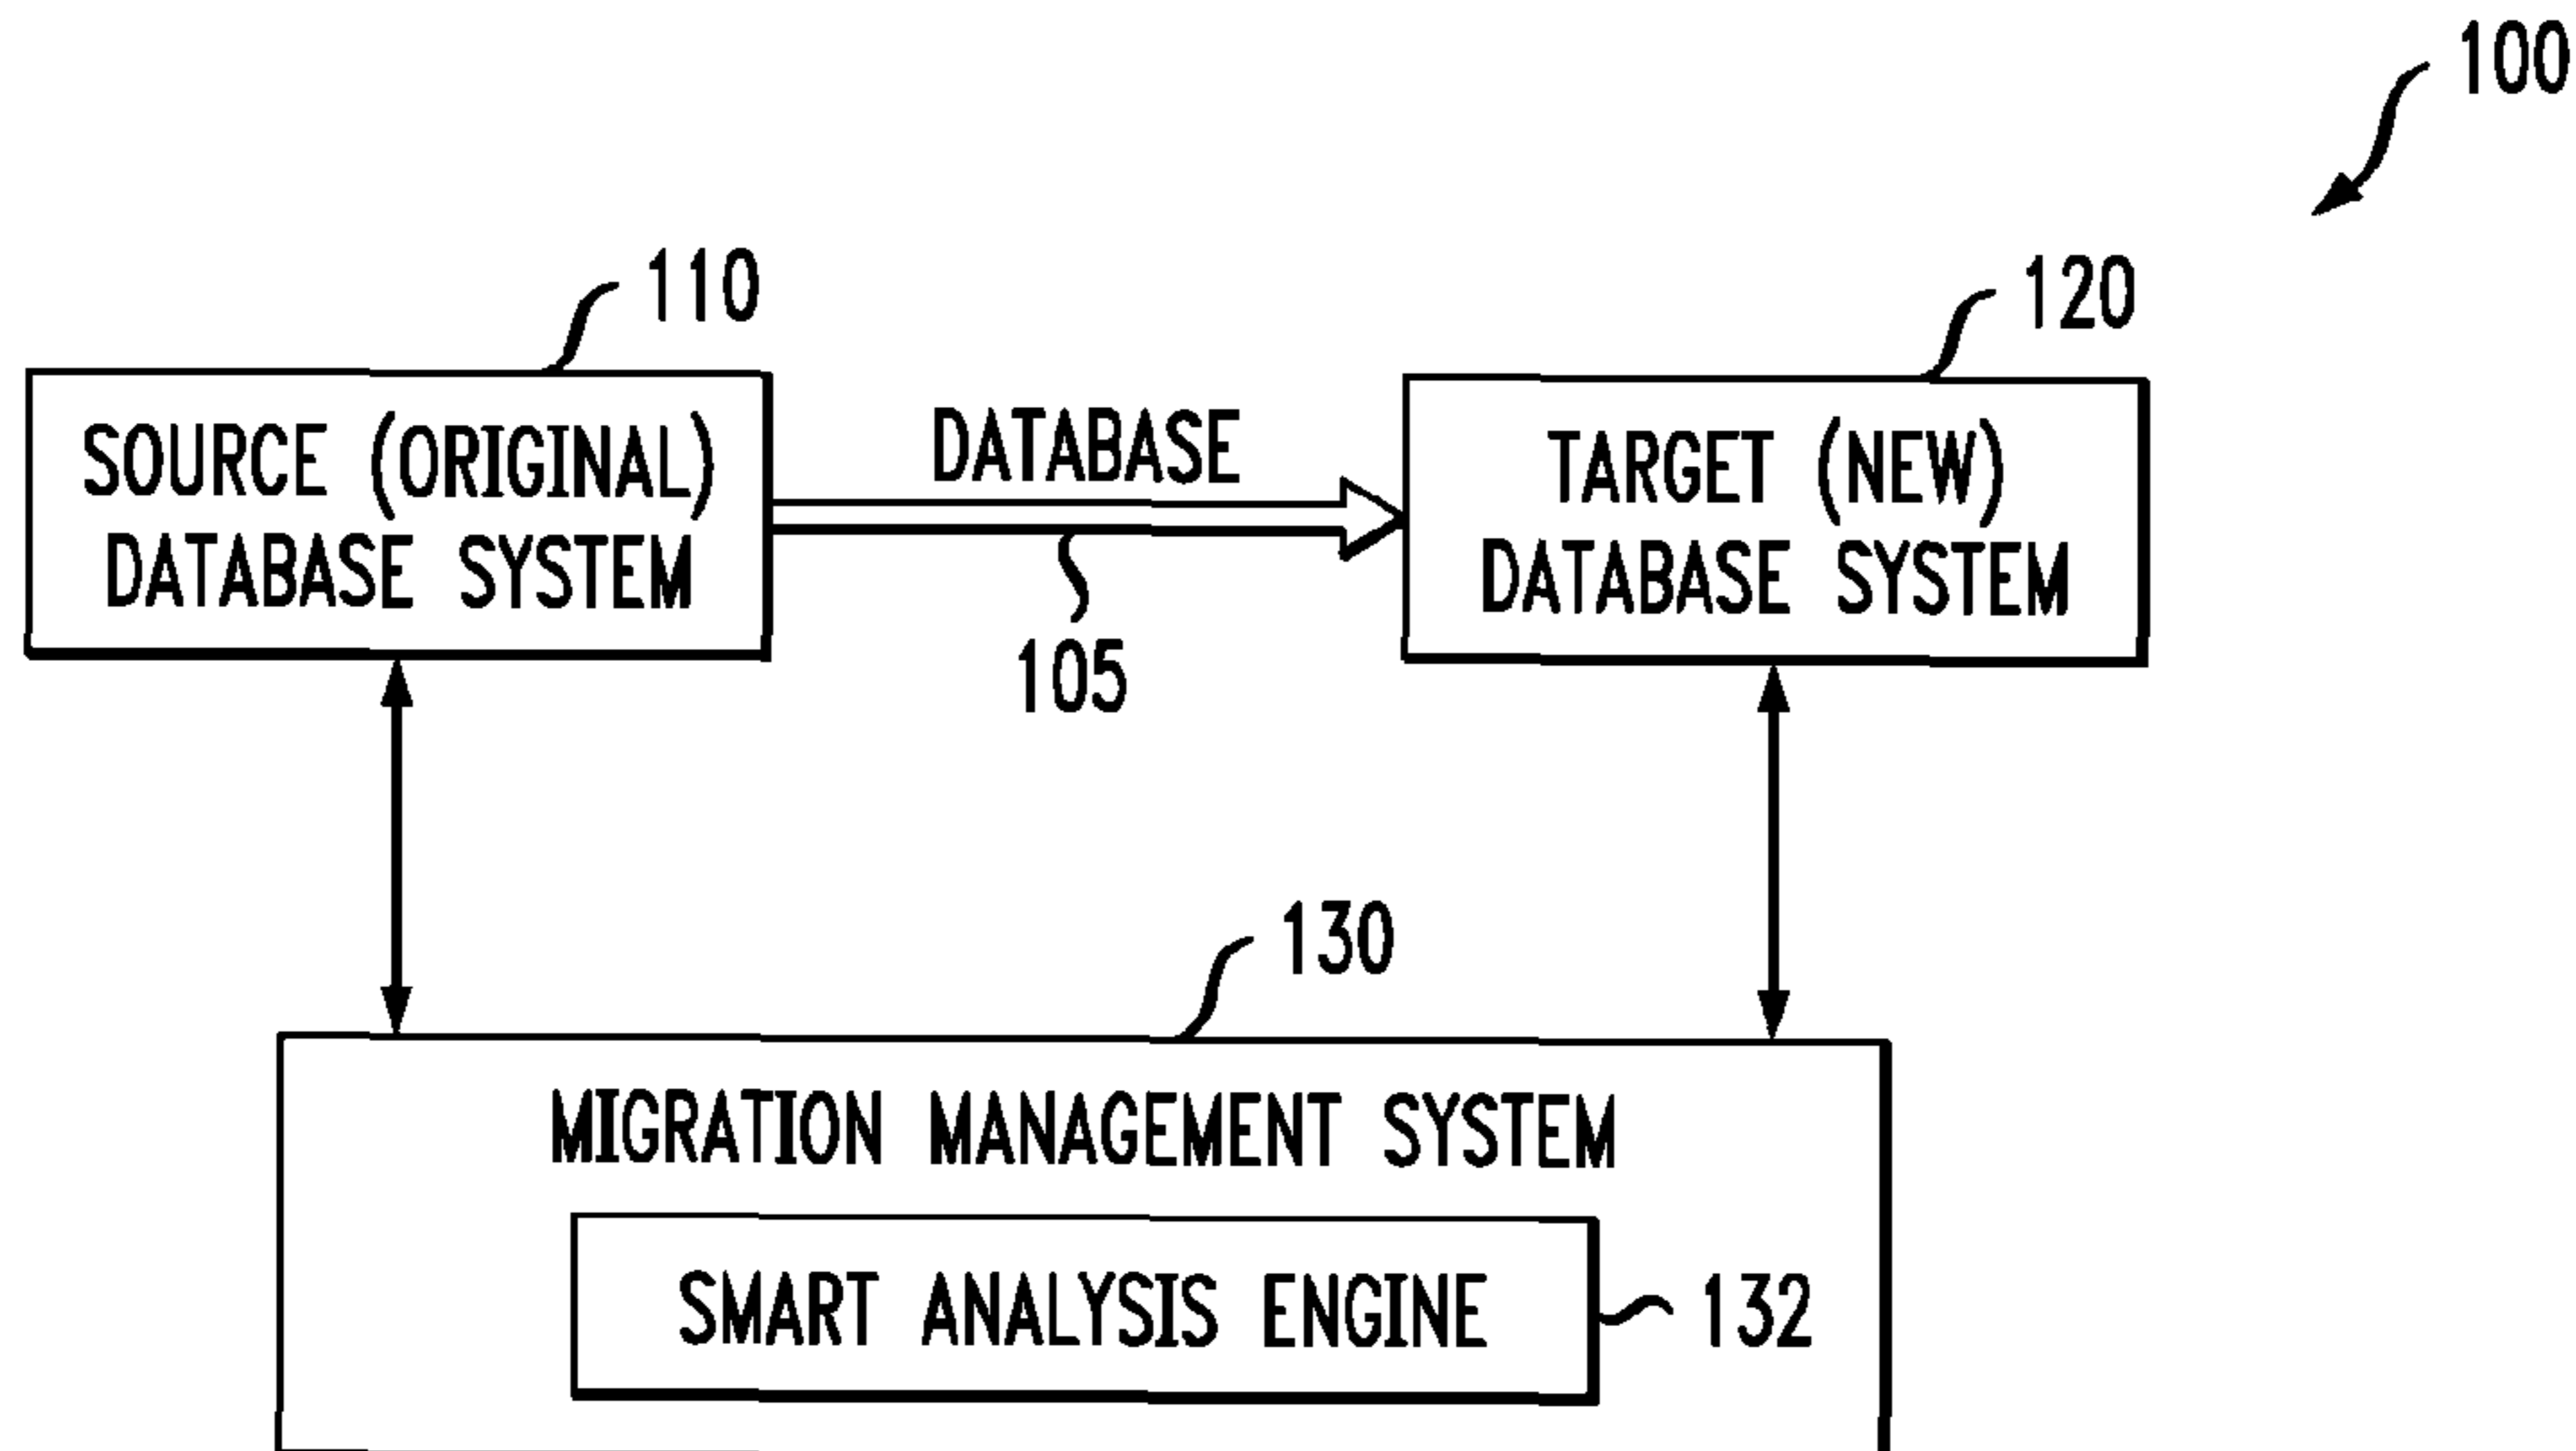 100
110
120
SOURCE (ORIGINAL)
DATABASE SYSTEM
DATABASE
105
TARGET (NEW)
DATABASE SYSTEM
130
MIGRATION MANAGEMENT SYSTEM
SMART ANALYSIS ENGINE
132